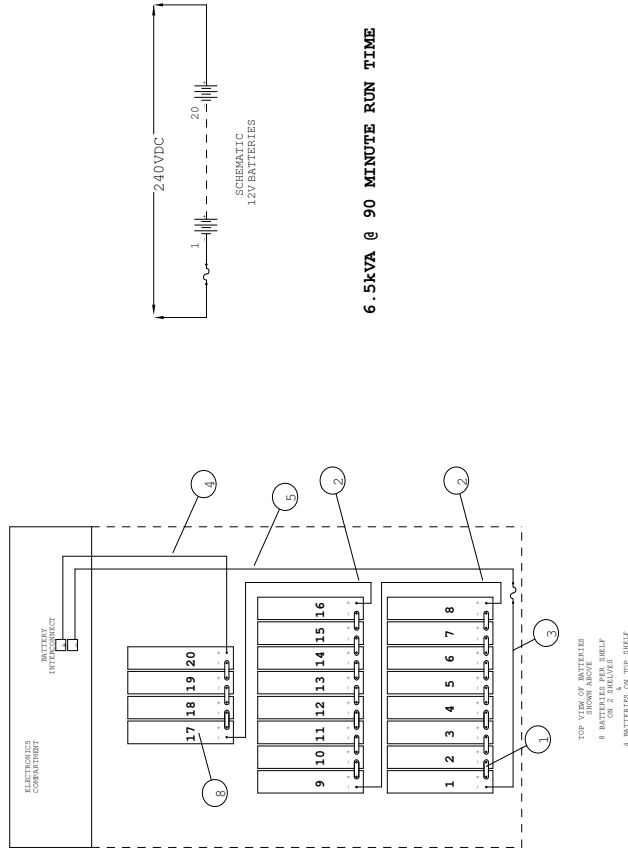 ELECTRONICS
COMPARTMENT
BATTERY
INTERCONNECT
+
-
17 18 19 20
9 10 11 12 13 14 15 16
1 2 3 4 5 6 7 8
8
4
5
2
2
3
1
TOP VIEW OF BATTERIES
SHOWN ABOVE
8 BATTERIES PER SHELF
ON 2 SHELVES
&
4 BATTERIES ON TOP SHELF
240VDC
1
20
SCHEMATIC
12V BATTERIES
6.5kVA @ 90 MINUTE RUN TIME